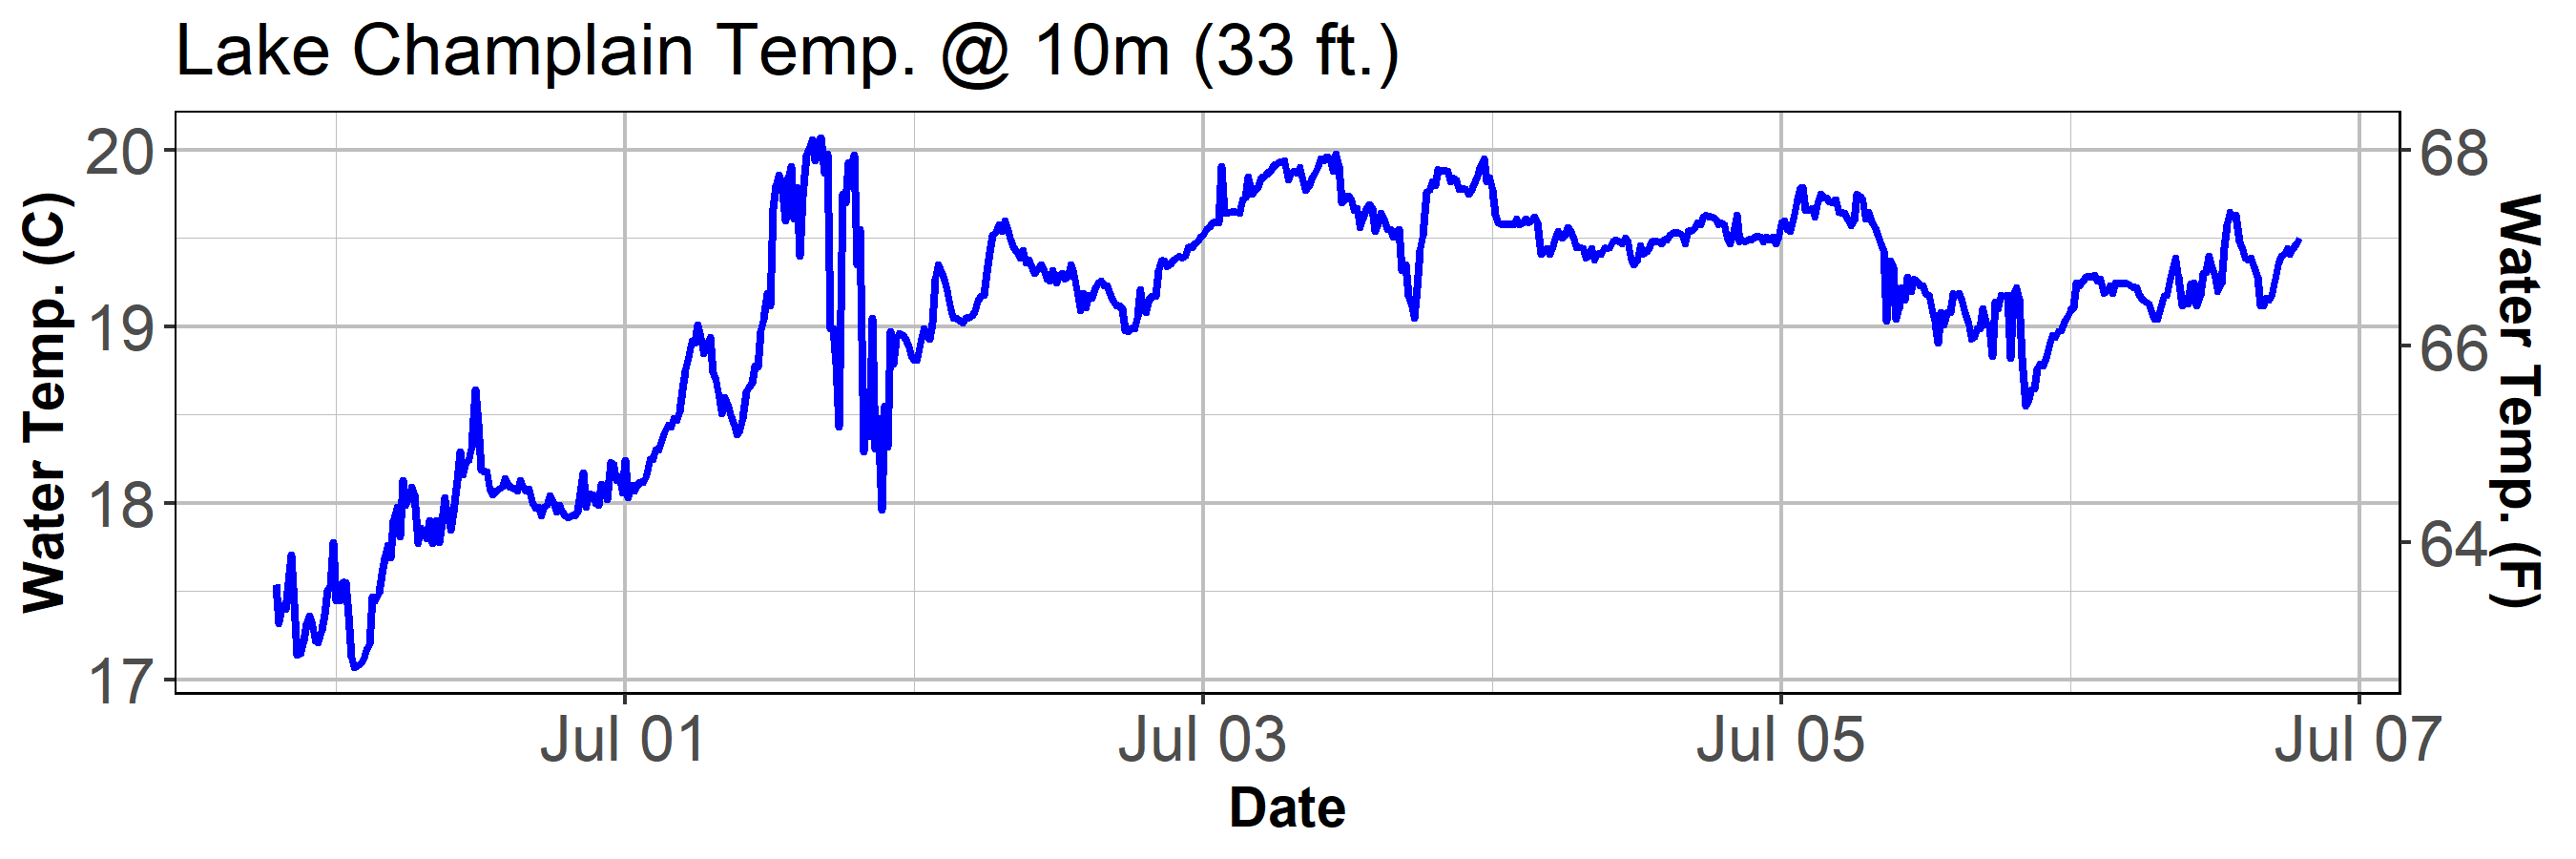 Lake Champlain Temp. @ 10m (33 ft.)
Water Temp. (C)
20
19
18
17
68
66
64
Water Temp. (F)
Jul 01
Jul 03
Jul 05
Jul 07
Date